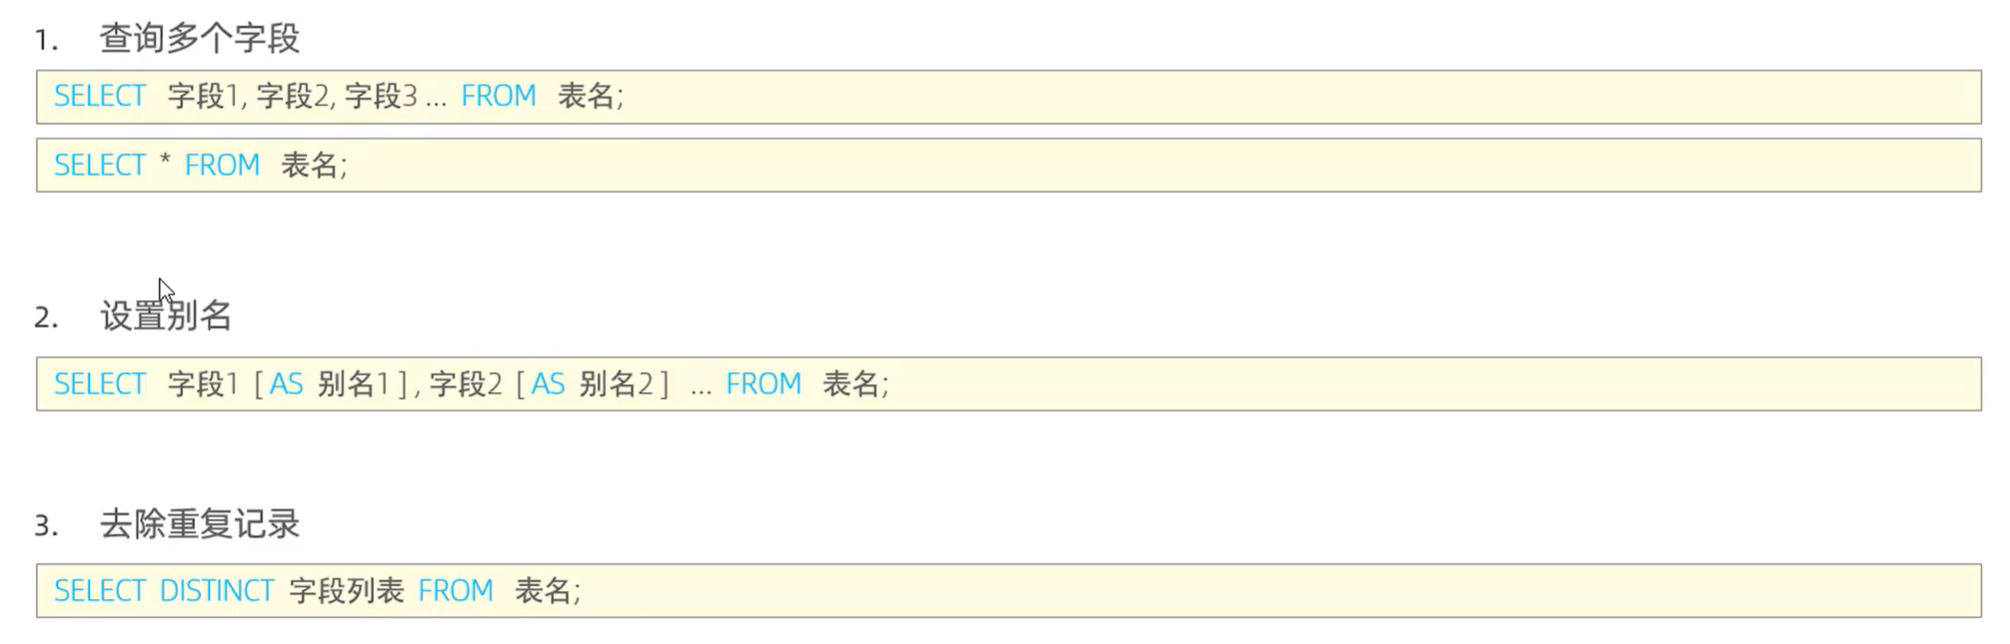 1. 查询多个字段
SELECT 字段1, 字段2, 字段3 ... FROM 表名;
SELECT * FROM 表名;
2. 设置别名
SELECT 字段1 [ AS 别名1 ] , 字段2 [ AS 别名2 ] ... FROM 表名;
3. 去除重复记录
SELECT DISTINCT 字段列表 FROM 表名;